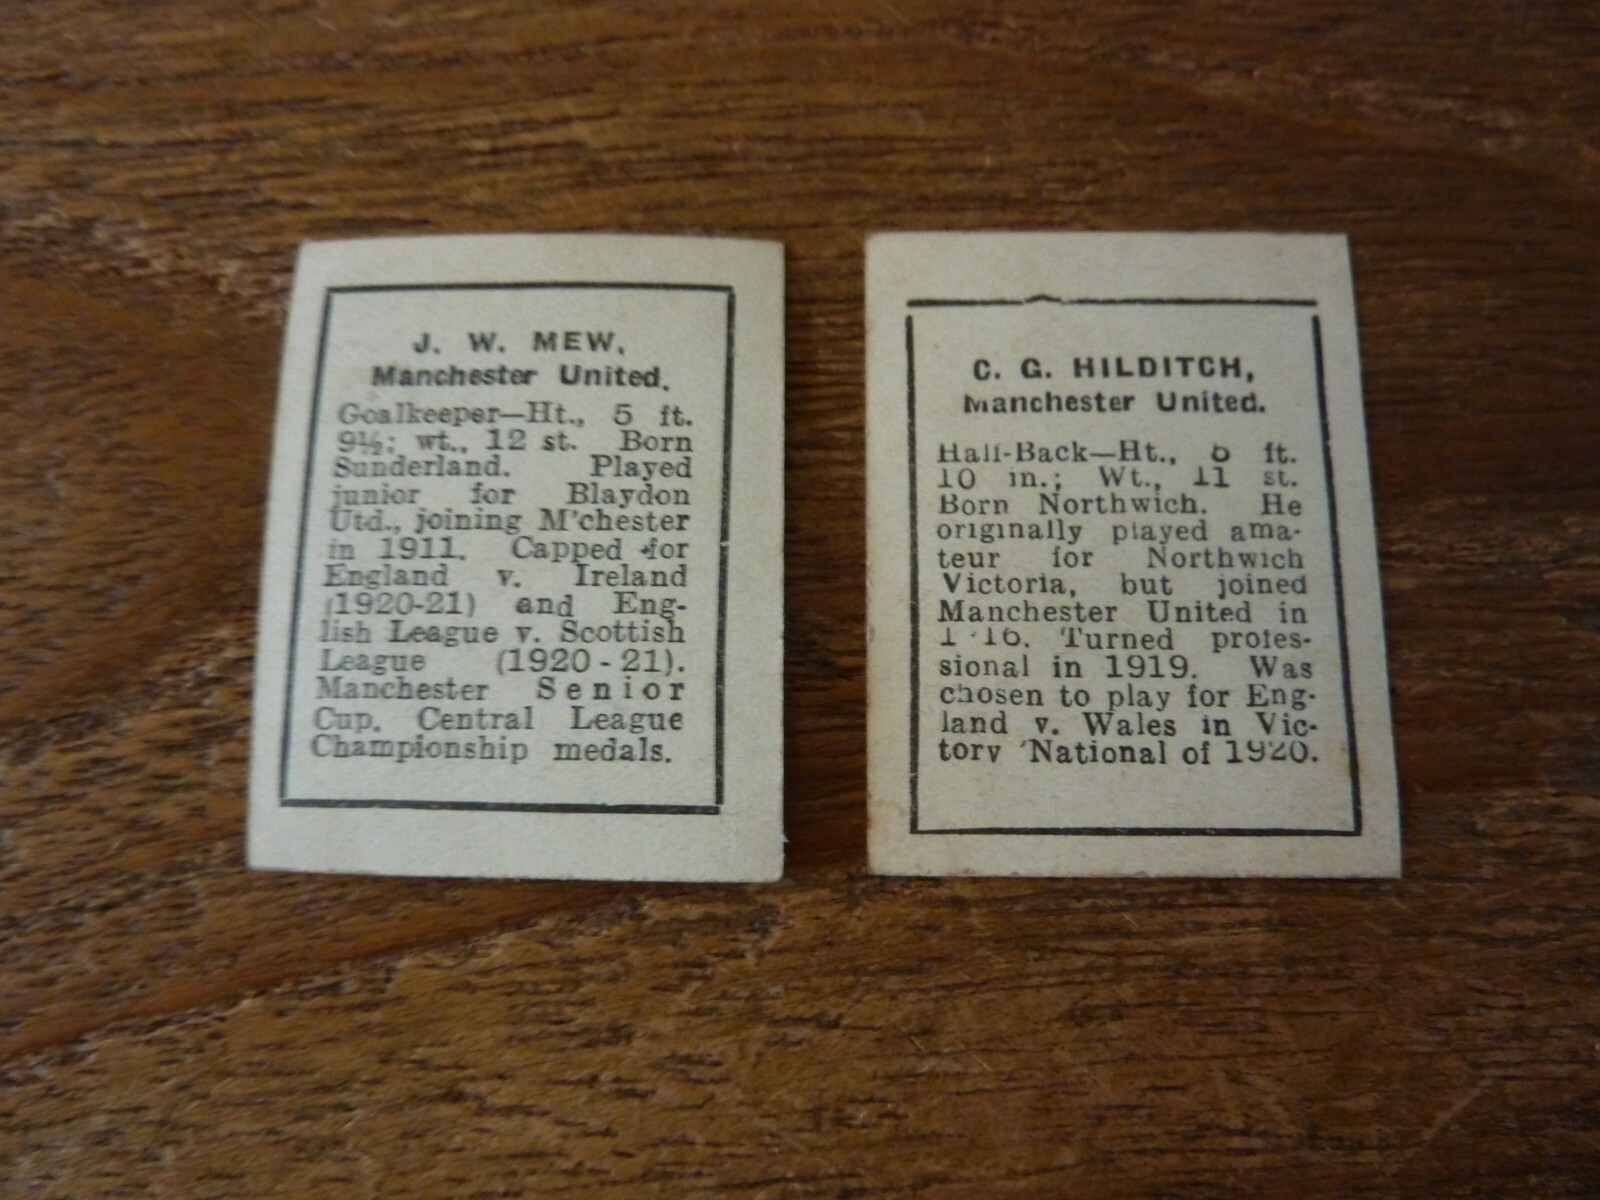 J. W. MEW,
Manchester United.
Goalkeeper—Ht., 5 ft.
9½; wt., 12 st. Born
Sunderland. Played
junior for Blaydon
Utd., joining M'chester
in 1911. Capped for
England v. Ireland
(1920-21) and Eng-
lish League v. Scottish
League (1920-21).
Manchester Senior
Cup. Central League
Championship medals.
C. G. HILDITCH,
Manchester United.
Half-Back—Ht., ft.
10 in.; Wt., 11 st.
Born Northwich. He
originally played ama-
teur for Northwich
Victoria, but joined
Manchester United in
Turned profes-
sional in 1919. Was
chosen to play for Eng-
land v. Wales in Vic-
tory National of 1920.